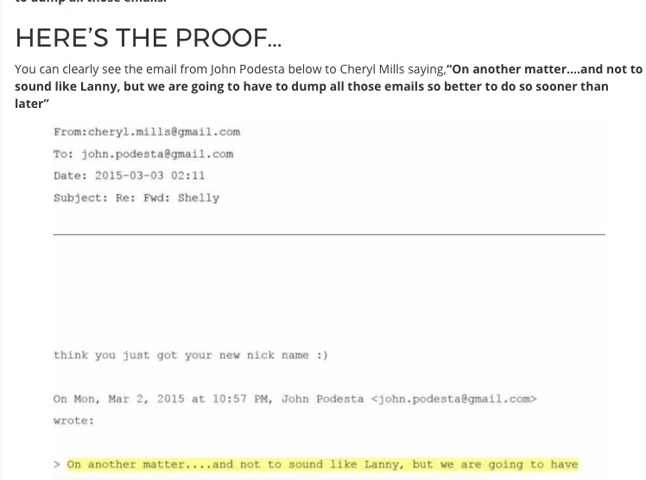 to dump all those emails.
HERE'S THE PROOF...
You can clearly see the email from John Podesta below to Cheryl Mills saying,"On another matter....and not to
sound like Lanny, but we are going to have to dump all those emails so better to do so sooner than
later"
From:cheryl.mills@gmail.com
To: john.podesta@gmail.com
Date: 2015-03-03 02:11
Subject: Re: Fwd: Shelly
think you just got your new nick name :)
On Mon, Mar 2, 2015 at 10:57 PM, John Podesta <john.podesta@gmail.com>
wrote:
> On another matter....and not to sound like Lanny, but we are going to have